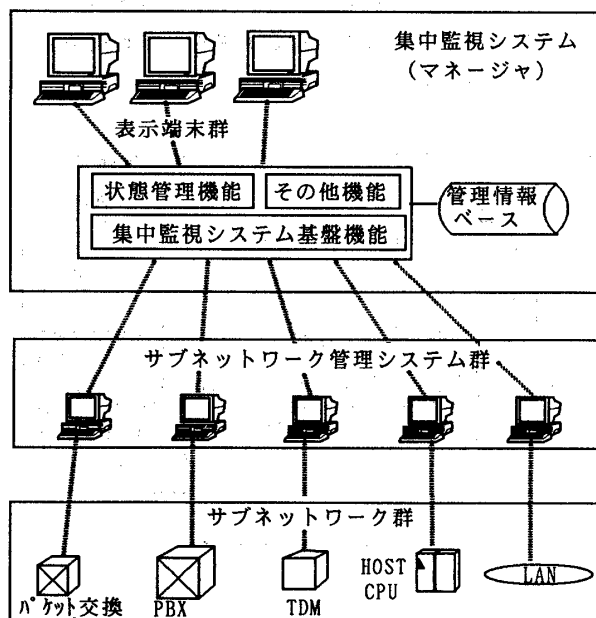 集中監視システム
(マネージャ)
表示端末群
状態管理機能
その他機能
集中監視システム基盤機能
管理情報
ベース
サブネットワーク管理システム群
サブネットワーク群
ﾊﾟｹｯﾄ交換
PBX
TDM
HOST
CPU
LAN